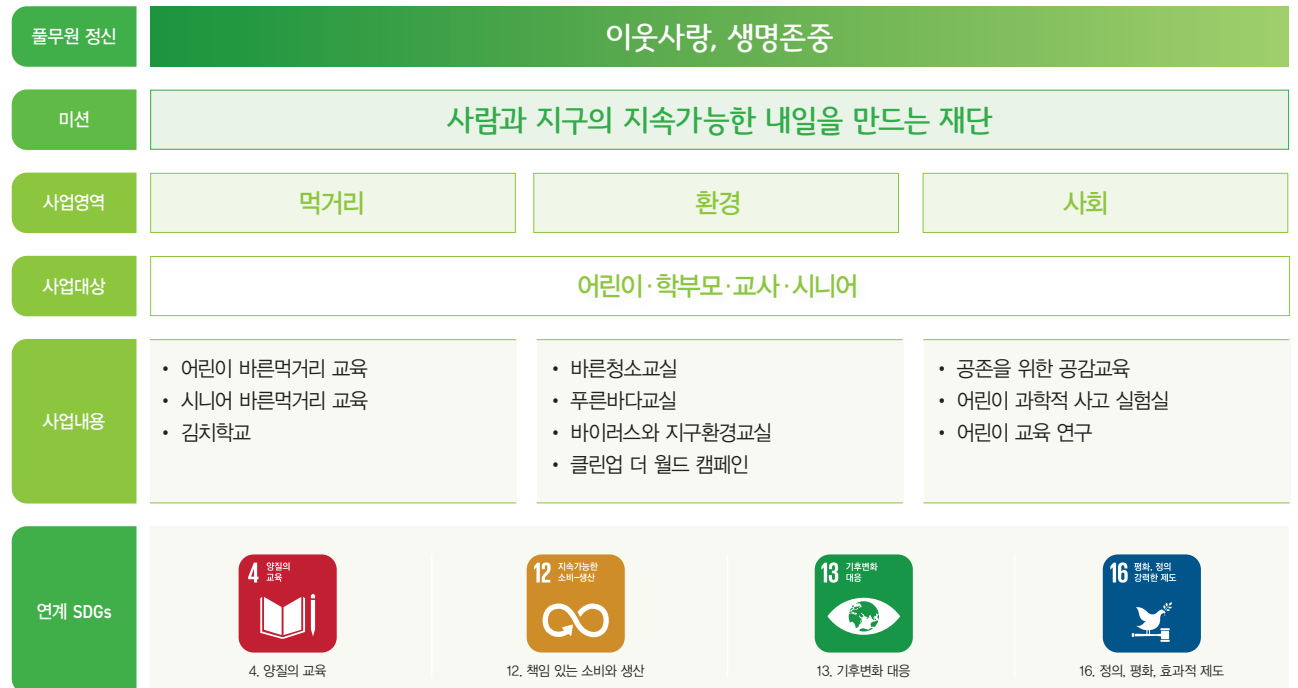 풀무원 정신
이웃사랑, 생명존중
미션
사람과 지구의 지속가능한 내일을 만드는 재단
사업영역
먹거리
환경
사회
사업대상
어린이·학부모·교사·시니어
사업내용
• 어린이 바른먹거리 교육
• 시니어 바른먹거리 교육
• 김치학교
• 바른청소교실
• 푸른바다교실
• 바이러스와 지구환경교실
• 클린업 더 월드 캠페인
• 공존을 위한 공감교육
• 어린이 과학적 사고 실험실
• 어린이 교육 연구
연계 SDGs
4 양질의
교육
4. 양질의 교육
12 지속가능한
소비–생산
12. 책임 있는 소비와 생산
13 기후변화
대응
13. 기후변화 대응
16 평화, 정의
강력한 제도
16. 정의, 평화, 효과적 제도